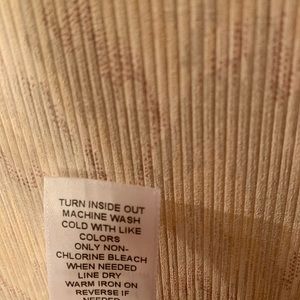 TURN INSIDE OUT
MACHINE WASH
COLD WITH LIKE
COLORS
ONLY NON-
CHLORINE BLEACH
WHEN NEEDED
LINE DRY
WARM IRON ON
REVERSE IF
NEEDED